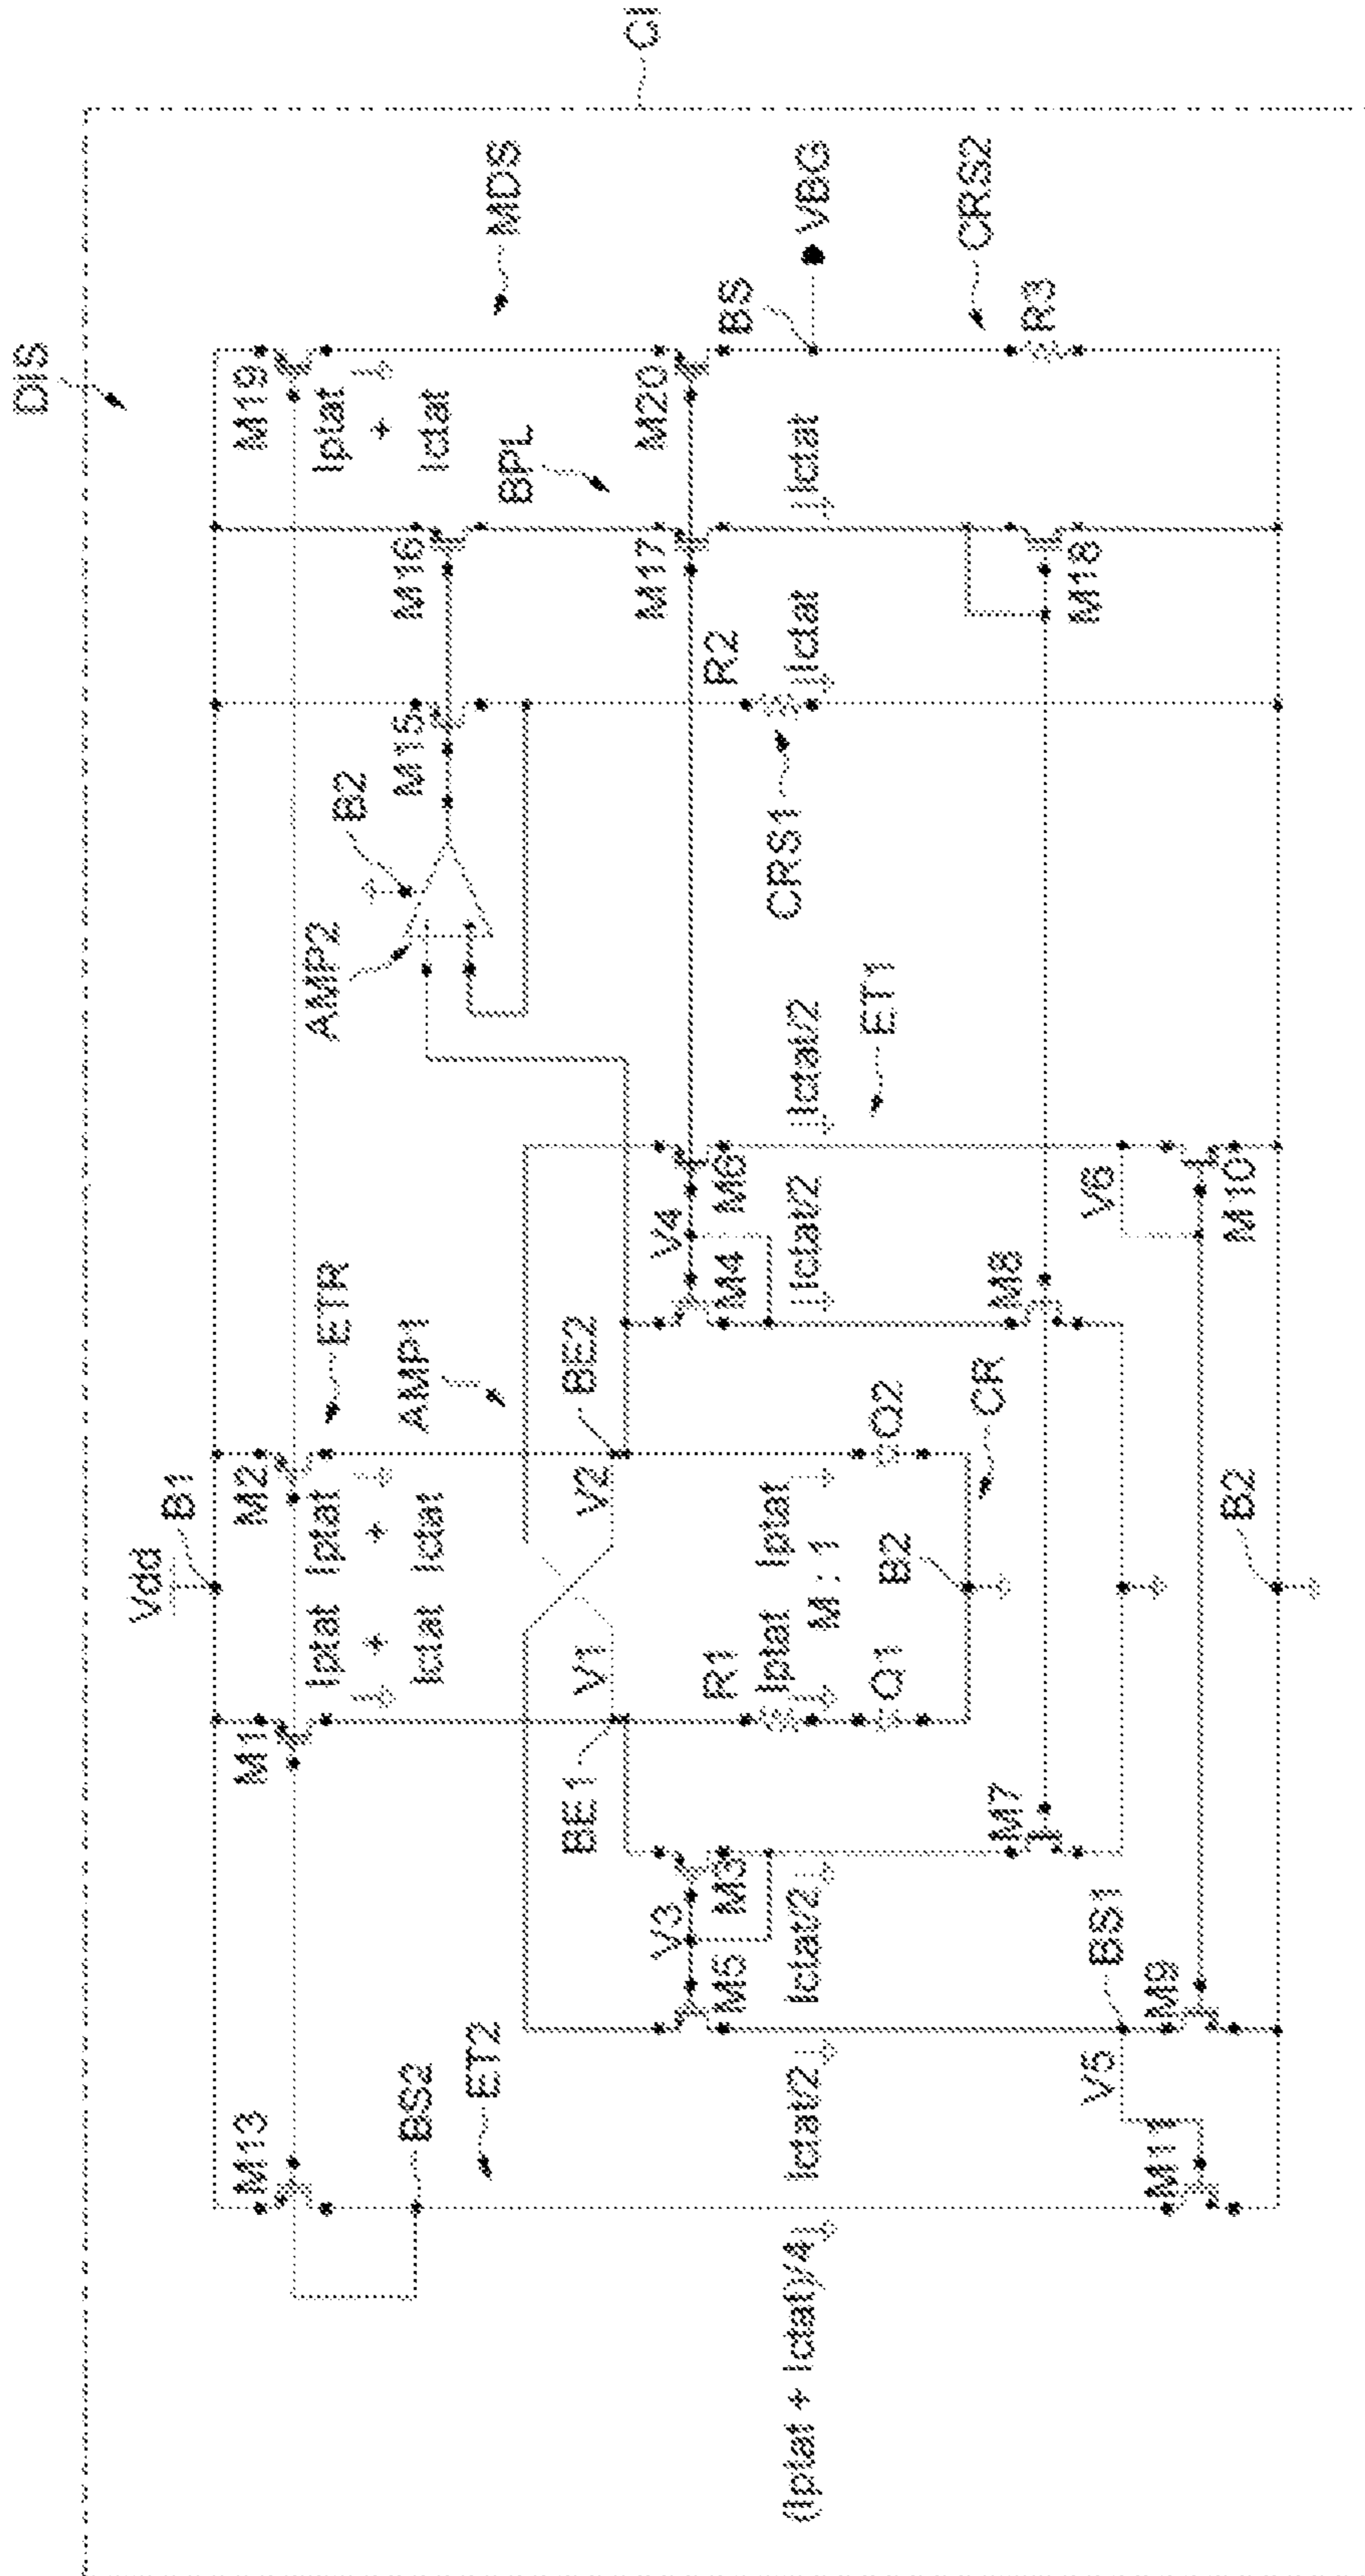 DIS
CI
Vdd
B1
M13
M1
M2
M19
Iptat
+
Ictat
Iptat
+
Ictat
Iptat
+
Ictat
ETR
MDS
BS2
ET2
AMP1
AMP2
B2
M15
M16
BPL
BE1
V1
V2
BE2
V3
M5
M3
V4
M4
M6
R2
M17
M20
BS
VBG
R1
(Iptat + Ictat)/4
Ictat/2
Ictat/2
Iptat
Iptat
M : 1
Ictat/2
Ictat/2
CRS1
Ictat
Ictat
Q1
Q2
ET1
B2
CR
CRS2
M7
M8
M18
R3
BS1
V5
V6
M11
M9
M10
B2